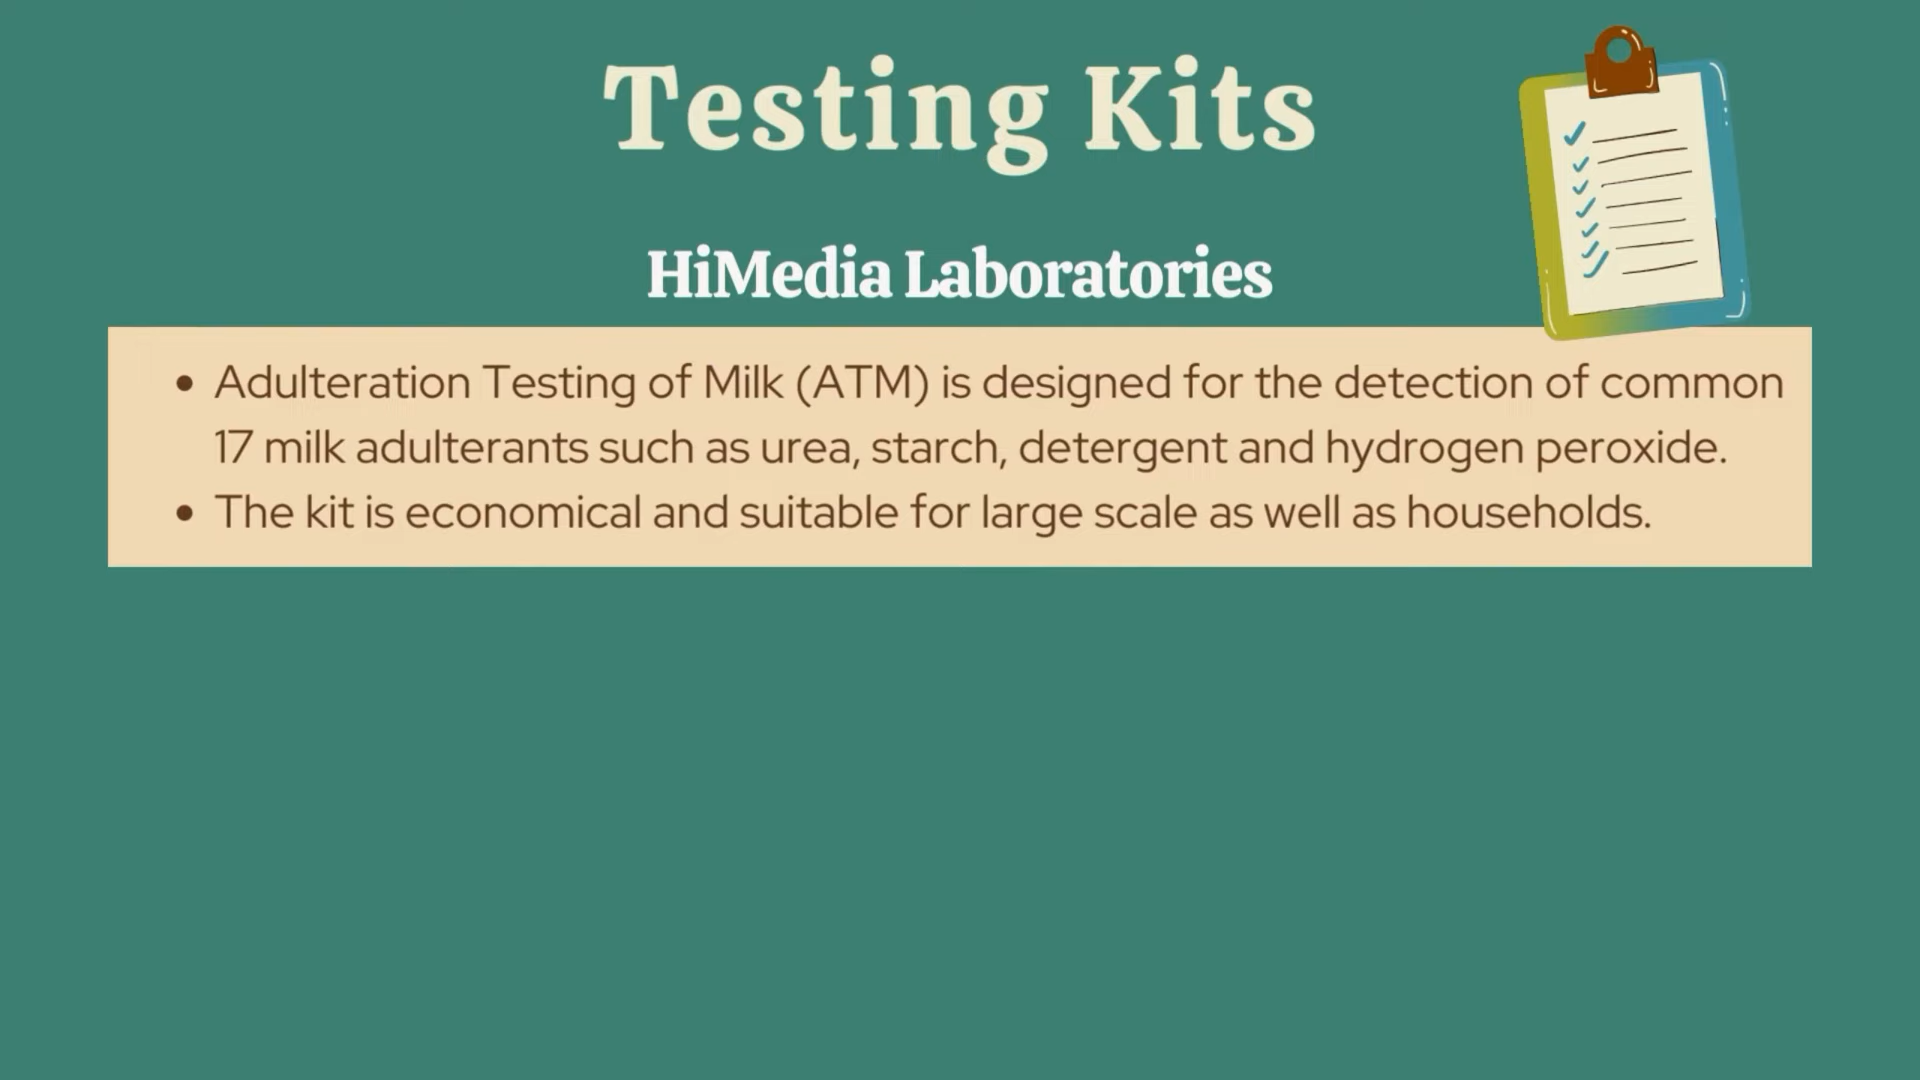 Testing Kits
HiMedia Laboratories
• Adulteration Testing of Milk (ATM) is designed for the detection of common
17 milk adulterants such as urea, starch, detergent and hydrogen peroxide.
• The kit is economical and suitable for large scale as well as households.